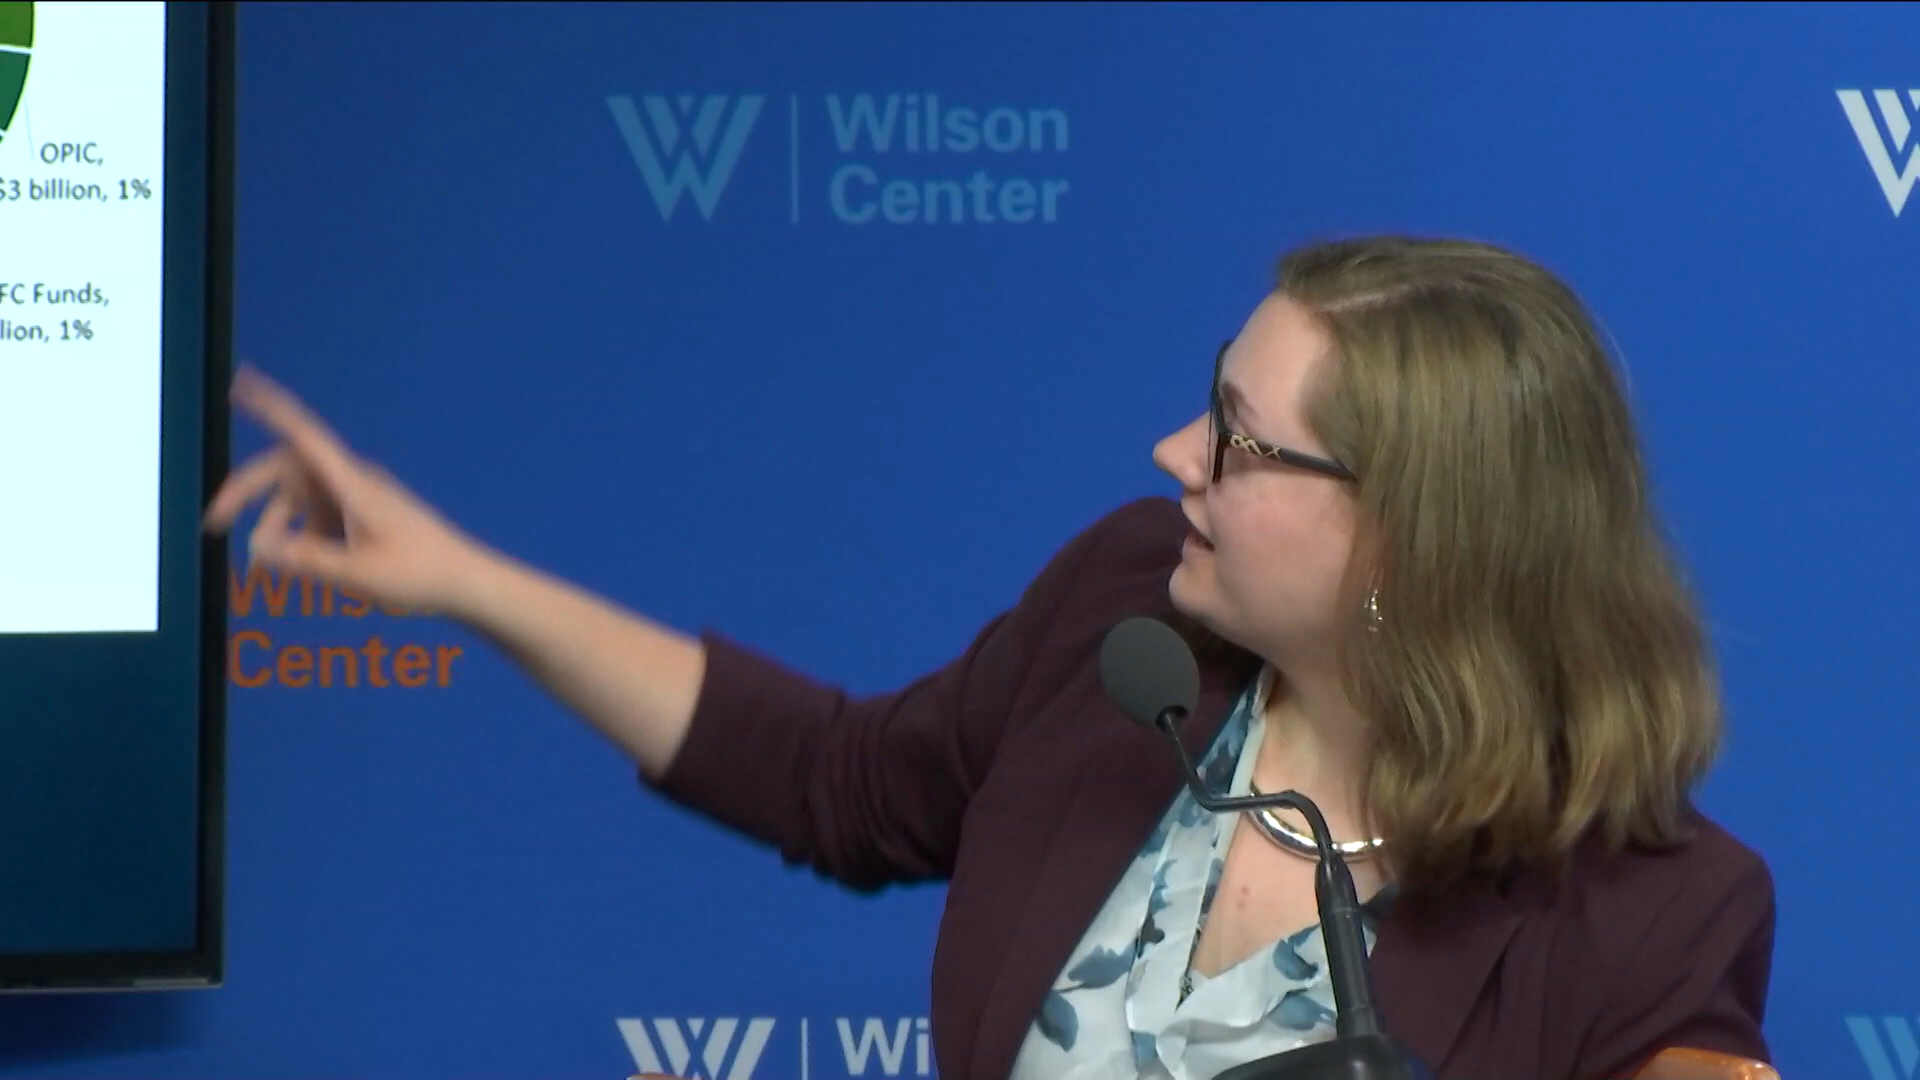 OPIC,
$3 billion, 1%
FC Funds,
lion, 1%
Wilson
Center
Wilson
Center
Wi